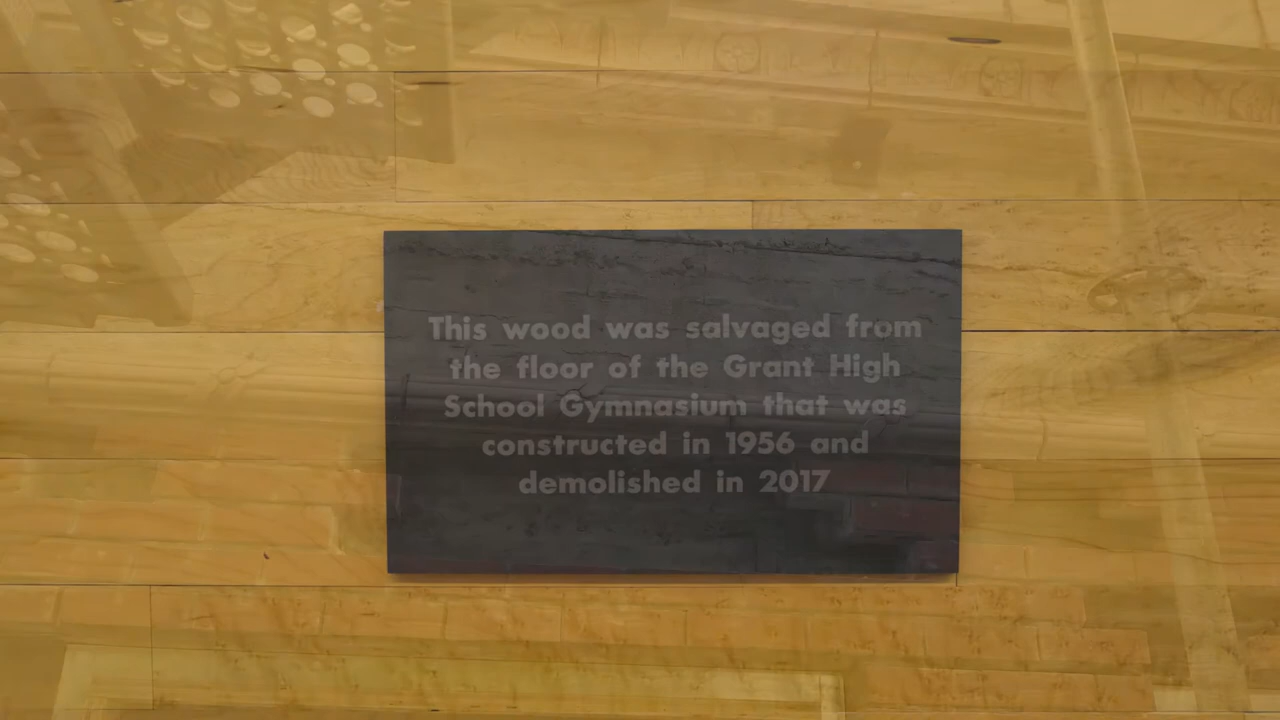 This wood was salvaged from
the floor of the Grant High
School Gymnasium that was
constructed in 1956 and
demolished in 2017